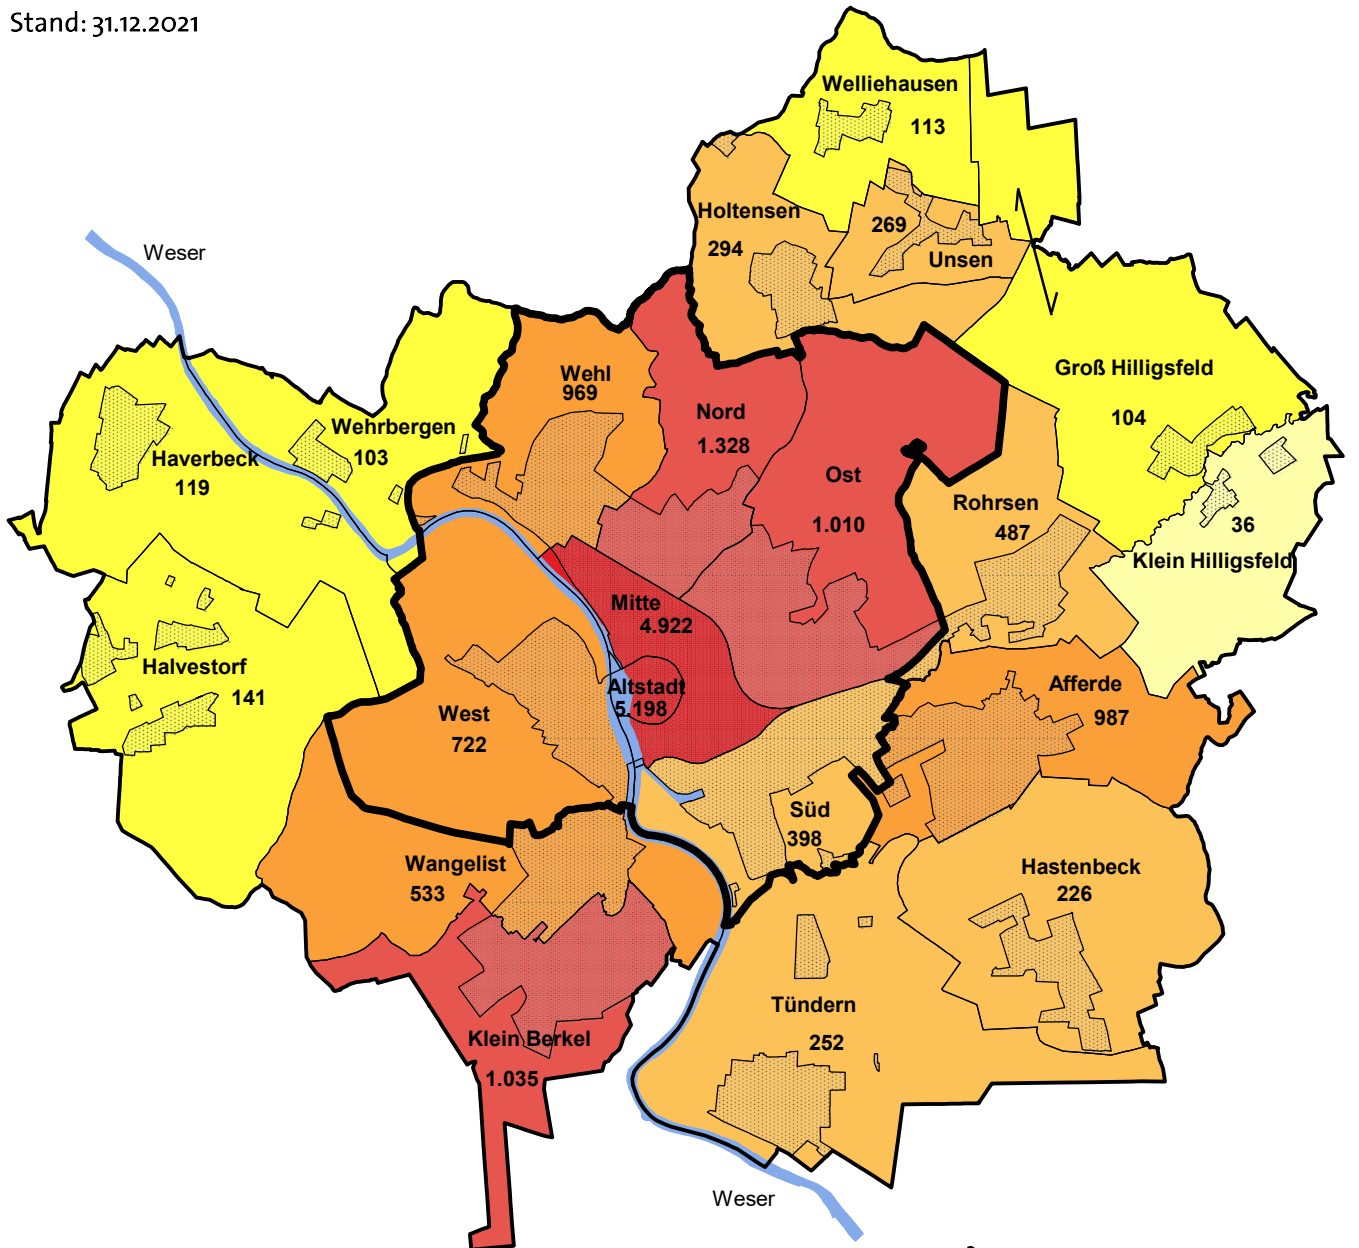 Stand: 31.12.2021
Welliehausen
113
Holtensen
294
269
Unsen
Weser
Groß Hilligsfeld
104
Wehl
969
Nord
1.328
Wehrbergen
103
Haverbeck
119
Ost
1.010
Rohrsen
487
36
Klein Hilligsfeld
Mitte
4.922
Halvestorf
141
Altstadt
5.198
Afferde
987
West
722
Süd
398
Wangelist
533
Hastenbeck
226
Tündern
252
Klein Berkel
1.035
Weser